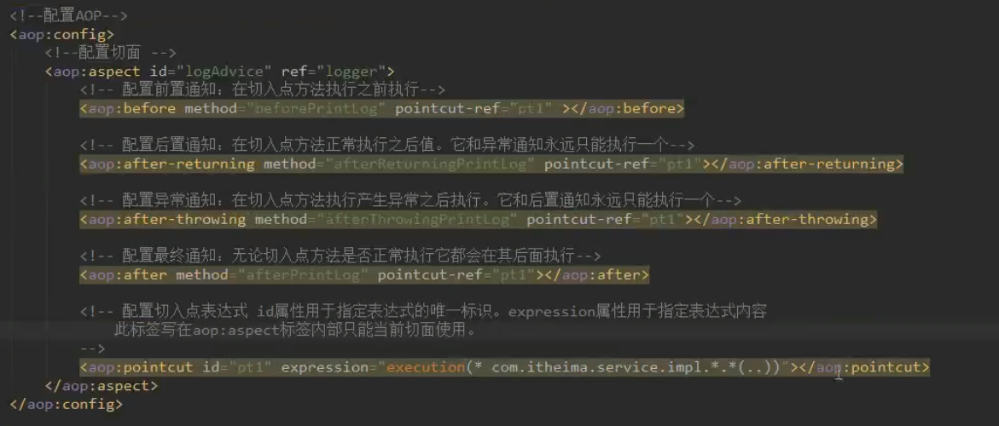 <!--配置AOP-->
<aop:config>
<!--配置切面 -->
<aop:aspect id="logAdvice" ref="logger">
<!-- 配置前置通知：在切入点方法执行之前执行-->
<aop:before method="beforePrintLog" pointcut-ref="pt1" ></aop:before>
<!-- 配置后置通知：在切入点方法正常执行之后值。它和异常通知永远只能执行一个-->
<aop:after-returning method="afterReturningPrintLog" pointcut-ref="pt1"></aop:after-returning>
<!-- 配置异常通知：在切入点方法执行产生异常之后执行。它和后置通知永远只能执行一个-->
<aop:after-throwing method="afterThrowingPrintLog" pointcut-ref="pt1"></aop:after-throwing>
<!-- 配置最终通知：无论切入点方法是否正常执行它都会在其后面执行-->
<aop:after method="afterPrintLog" pointcut-ref="pt1"></aop:after>
<!-- 配置切入点表达式 id属性用于指定表达式的唯一标识。expression属性用于指定表达式内容
此标签写在aop:aspect标签内部只能当前切面使用。
-->
<aop:pointcut id="pt1" expression="execution(* com.itheima.service.impl.*.*(..))"></aop:pointcut>
</aop:aspect>
</aop:config>